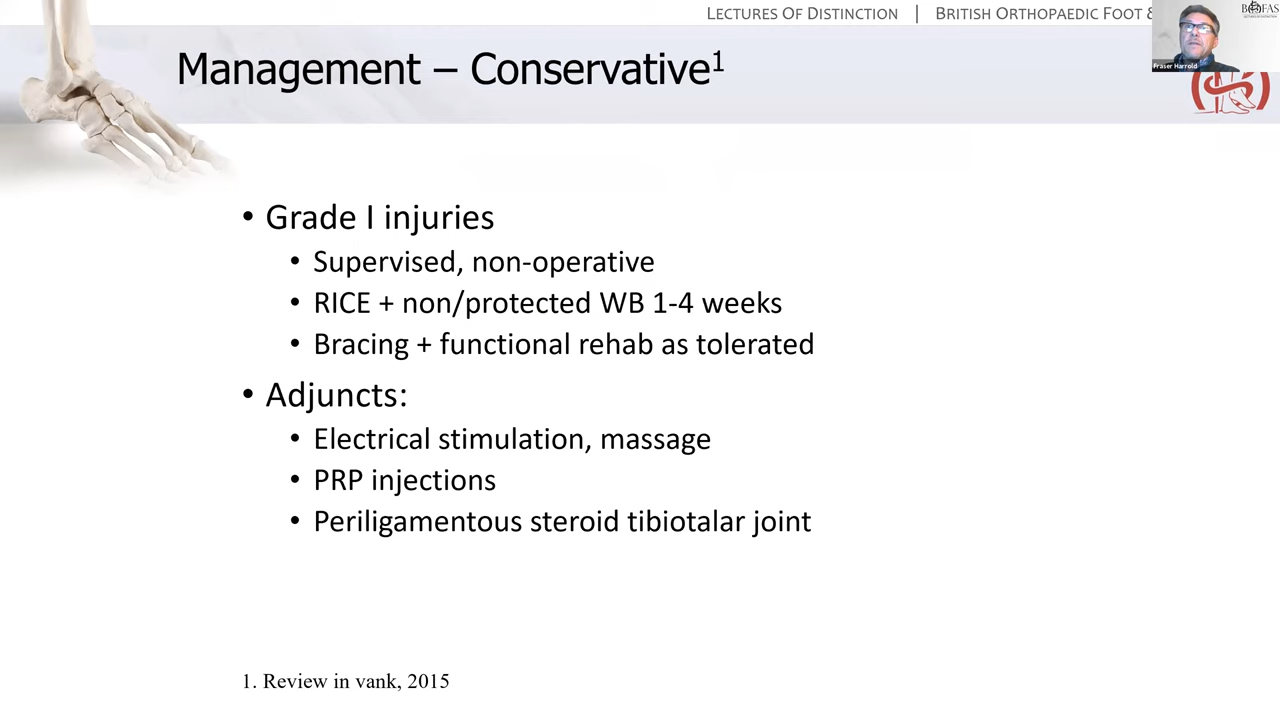 LECTURES OF DISTINCTION | BRITISH ORTHOPAEDIC FOOT &
Fraser Harrold
Management – Conservative¹
• Grade I injuries
• Supervised, non-operative
• RICE + non/protected WB 1-4 weeks
• Bracing + functional rehab as tolerated
• Adjuncts:
• Electrical stimulation, massage
• PRP injections
• Periligamentous steroid tibiotalar joint
1. Review in vank, 2015